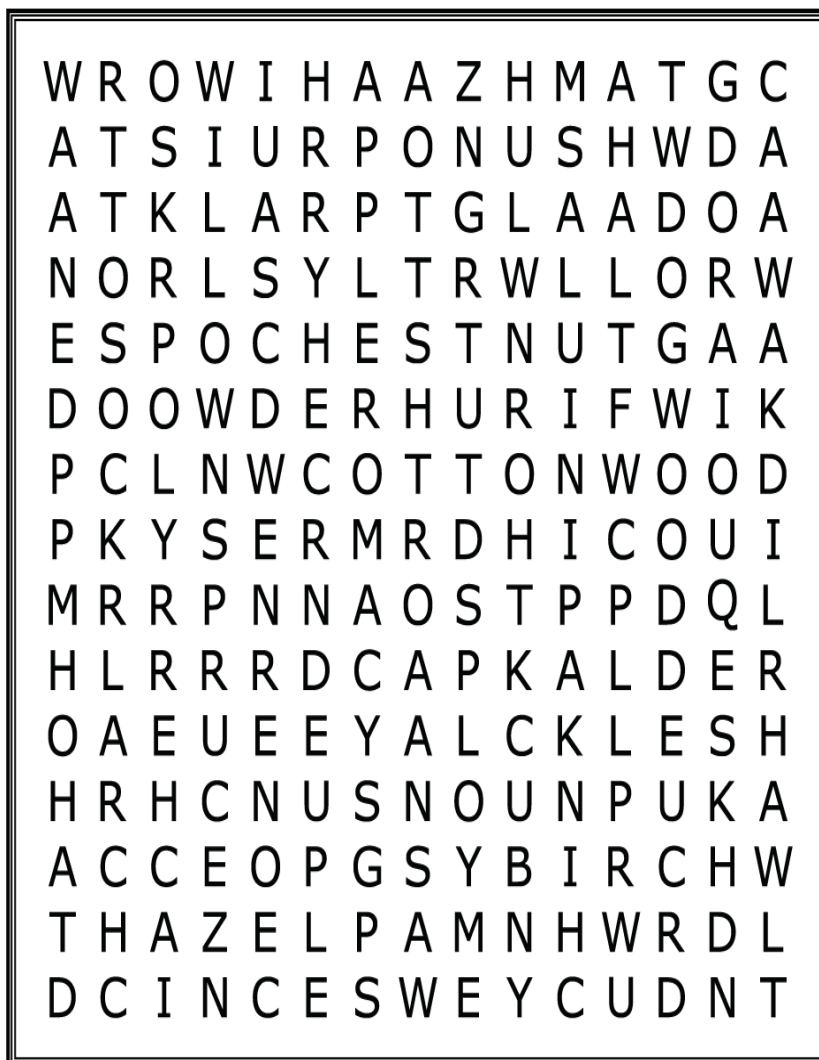 W R O W I H A A Z H M A T G C
A T S I U R P O N U S H W D A
A T K L A R P T G L A A D O A
N O R L S Y L T R W L L O R W
E S P O C H E S T N U T G A A
D O O W D E R H U R I F W I K
P C L N W C O T T O N W O O D
P K Y S E R M R D H I C O U I
M R R P N N A O S T P P D Q L
H L R R R D C A P K A L D E R
O A E U E E Y A L C K L E S H
H R H C N U S N O U N P U K A
A C C E O P G S Y B I R C H W
T H A Z E L P A M N H W R D L
D C I N C E S W E Y C U D N T